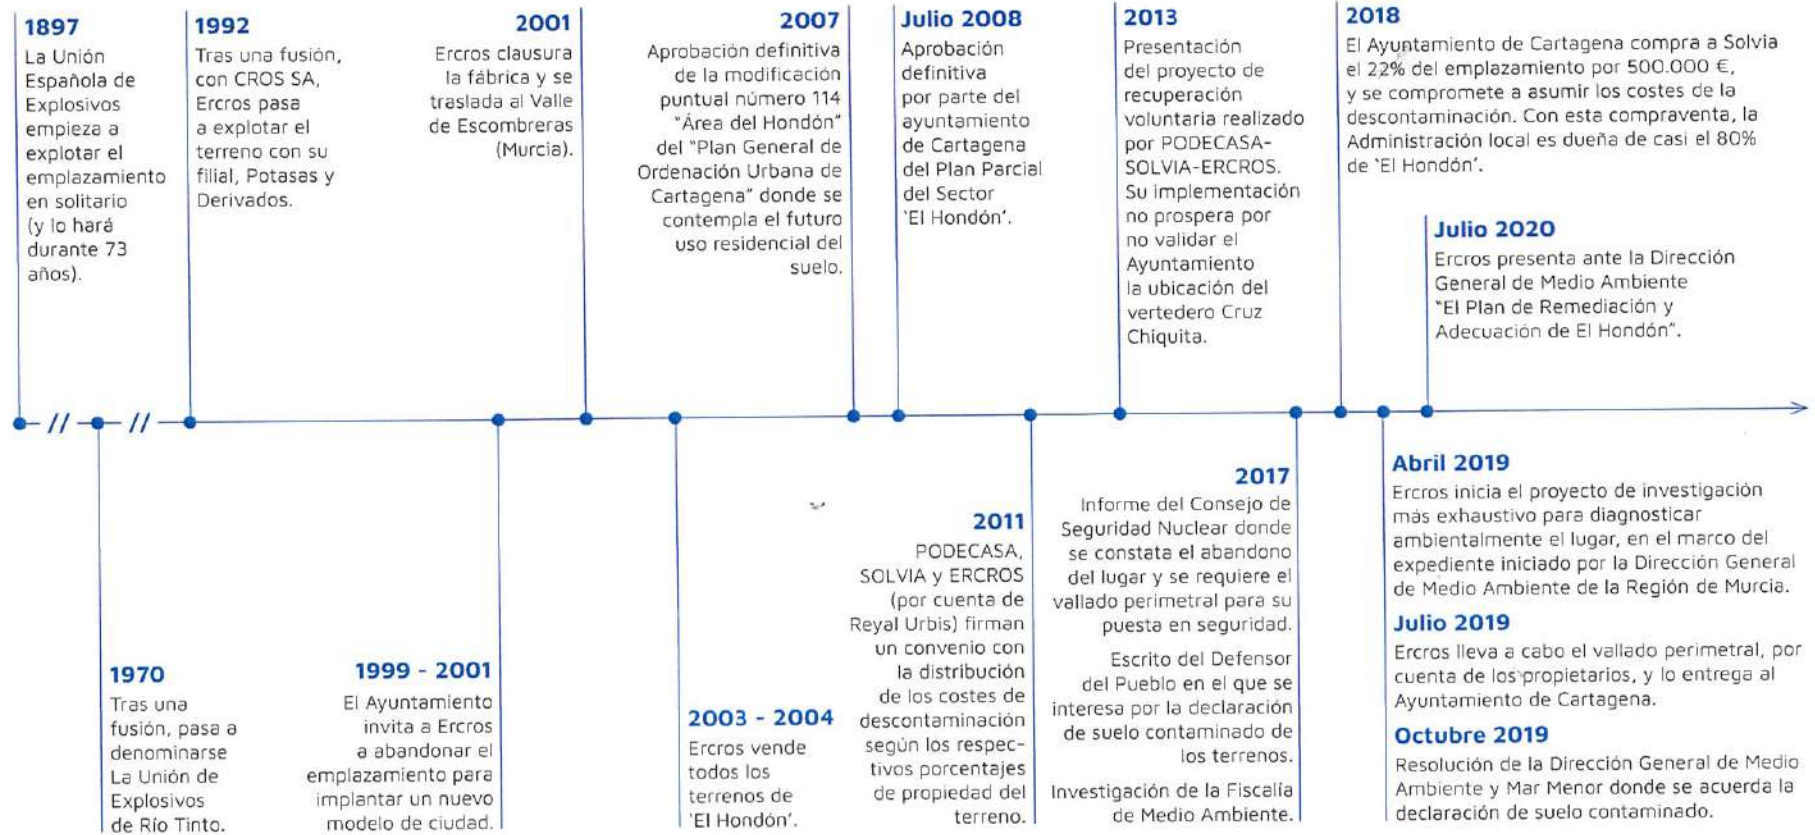 1897
La Unión
Española de
Explosivos
empieza a
explotar el
emplazamiento
en solitario
(y lo hará
durante 73
años).
1992
Tras una fusión,
con CROS SA,
Ercros pasa
a explotar el
terreno con su
filial, Potasas y
Derivados.
2001
Ercros clausura
la fábrica y se
traslada al Valle
de Escombreras
(Murcia).
2007
Aprobación definitiva
de la modificación
puntual número 114
"Área del Hondón"
del "Plan General de
Ordenación Urbana de
Cartagena" donde se
contempla el futuro
uso residencial del
suelo.
Julio 2008
Aprobación
definitiva
por parte del
ayuntamiento
de Cartagena
del Plan Parcial
del Sector
'El Hondón'.
2013
Presentación
del proyecto de
recuperación
voluntaria realizado
por PODECASA-
SOLVIA-ERCROS.
Su implementación
no prospera por
no validar el
Ayuntamiento
la ubicación del
vertedero Cruz
Chiquita.
2018
El Ayuntamiento de Cartagena compra a Solvia
el 22% del emplazamiento por 500.000 €,
y se compromete a asumir los costes de la
descontaminación. Con esta compraventa, la
Administración local es dueña de casi el 80%
de 'El Hondón'.
Julio 2020
Ercros presenta ante la Dirección
General de Medio Ambiente
"El Plan de Remediación y
Adecuación de El Hondón".
1970
Tras una
fusión, pasa a
denominarse
La Unión de
Explosivos
de Río Tinto.
1999 - 2001
El Ayuntamiento
invita a Ercros
a abandonar el
emplazamiento para
implantar un nuevo
modelo de ciudad.
2003 - 2004
Ercros vende
todos los
terrenos de
'El Hondón'.
2011
PODECASA,
SOLVIA y ERCROS
(por cuenta de
Reyal Urbis) firman
un convenio con
la distribución
de los costes de
descontaminación
según los respec-
tivos porcentajes
de propiedad del
terreno.
2017
Informe del Consejo de
Seguridad Nuclear donde
se constata el abandono
del lugar y se requiere el
vallado perimetral para su
puesta en seguridad.
Escrito del Defensor
del Pueblo en el que se
interesa por la declaración
de suelo contaminado de
los terrenos.
Investigación de la Fiscalía
de Medio Ambiente.
Abril 2019
Ercros inicia el proyecto de investigación
más exhaustivo para diagnosticar
ambientalmente el lugar, en el marco del
expediente iniciado por la Dirección General
de Medio Ambiente de la Región de Murcia.
Julio 2019
Ercros lleva a cabo el vallado perimetral, por
cuenta de los propietarios, y lo entrega al
Ayuntamiento de Cartagena.
Octubre 2019
Resolución de la Dirección General de Medio
Ambiente y Mar Menor donde se acuerda la
declaración de suelo contaminado.